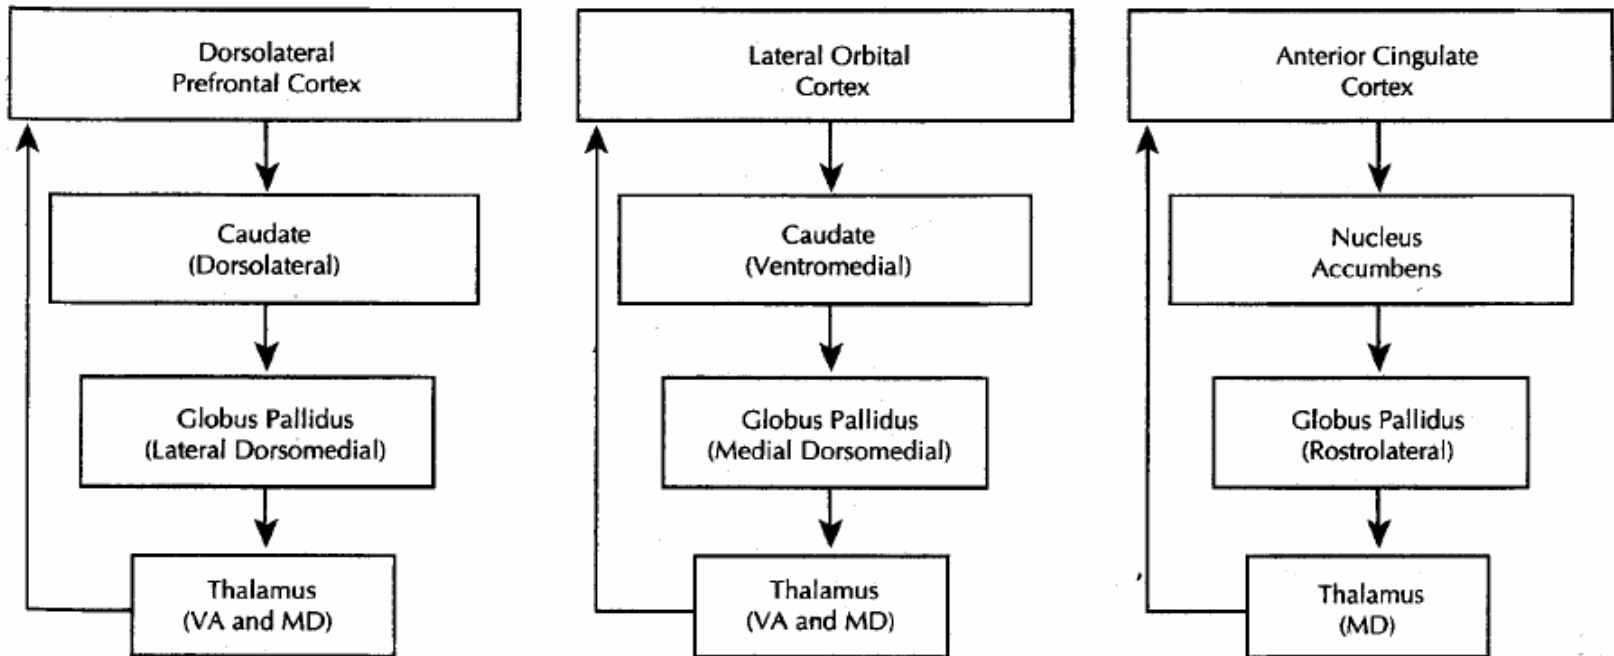 Dorsolateral
Prefrontal Cortex
Caudate
(Dorsolateral)
Globus Pallidus
(Lateral Dorsomedial)
Thalamus
(VA and MD)
Lateral Orbital
Cortex
Caudate
(Ventromedial)
Globus Pallidus
(Medial Dorsomedial)
Thalamus
(VA and MD)
Anterior Cingulate
Cortex
Nucleus
Accumbens
Globus Pallidus
(Rostrolateral)
Thalamus
(MD)